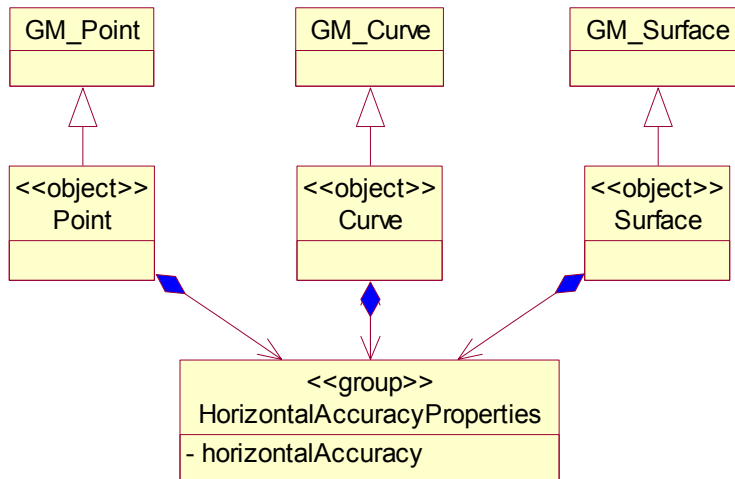 GM_Point
GM_Curve
GM_Surface
<<object>>
Point
<<object>>
Curve
<<object>>
Surface
<<group>>
HorizontalAccuracyProperties
- horizontalAccuracy